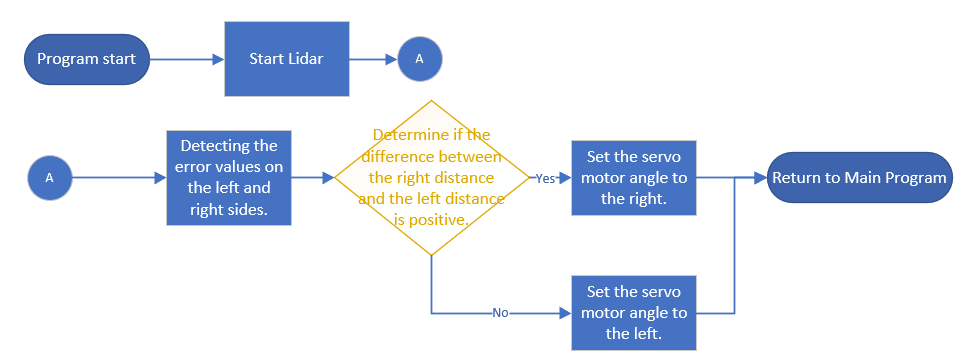 Program start
Start Lidar
A
A
Detecting the
error values on
the left and
right sides.
Determine if the
difference between
the right distance
and the left distance
is positive.
Yes
Set the servo
motor angle to
the right.
Return to Main Program
No
Set the servo
motor angle to
the left.